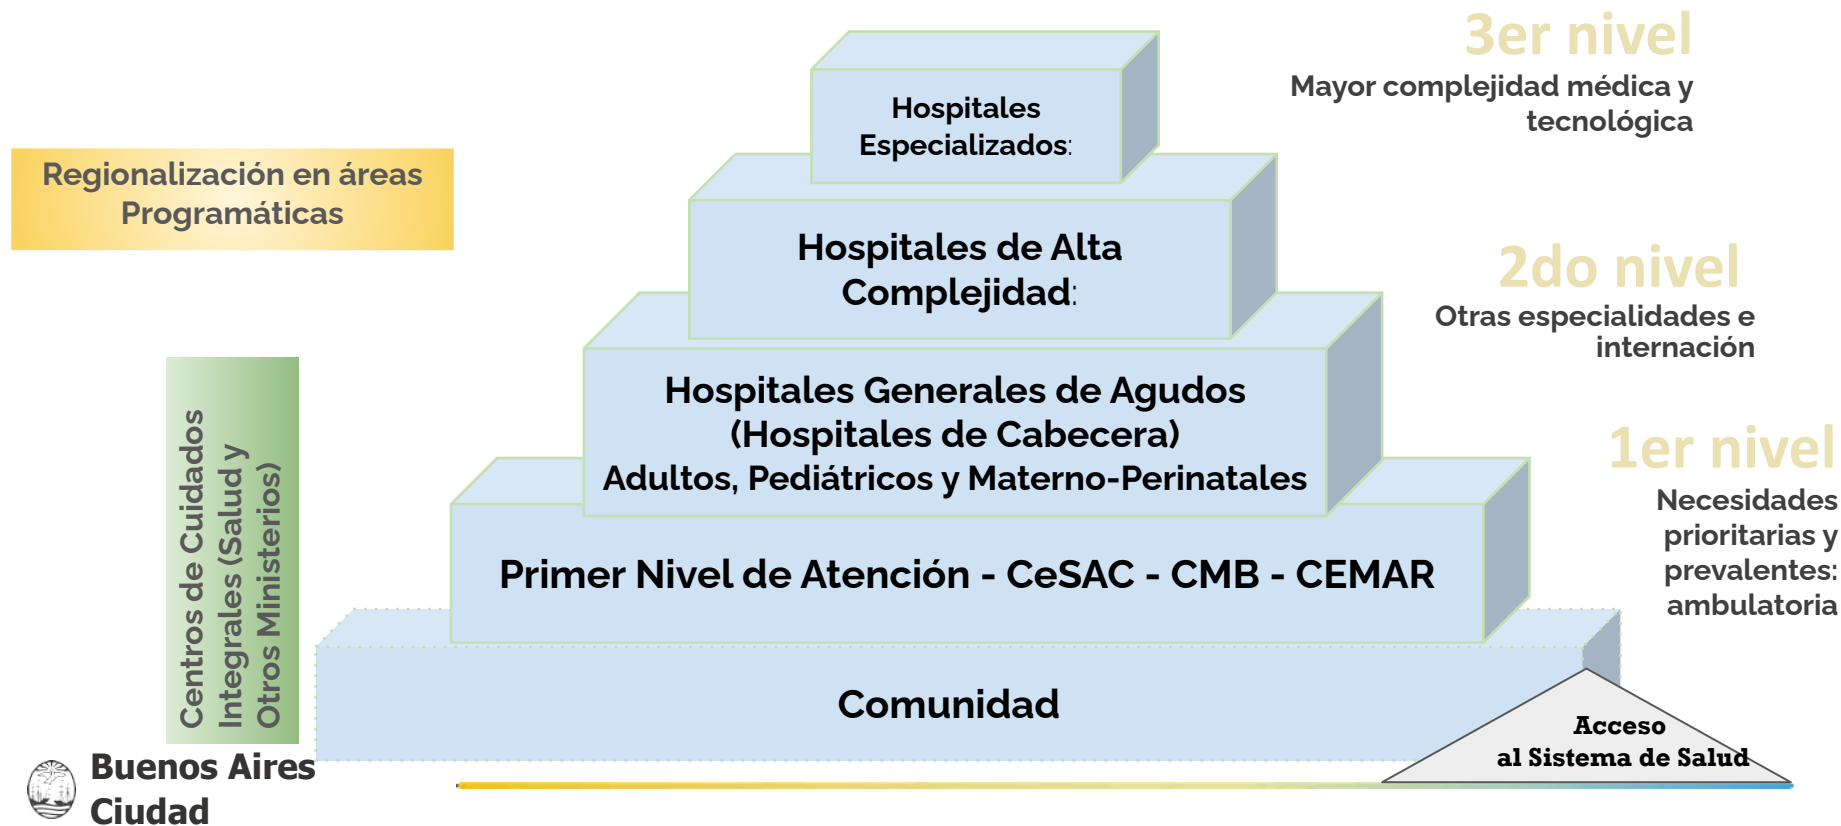 3er nivel
Mayor complejidad médica y
tecnológica
Hospitales
Especializados:
Regionalización en áreas
Programáticas
Hospitales de Alta
Complejidad:
2do nivel
Otras especialidades e
internación
Hospitales Generales de Agudos
(Hospitales de Cabecera)
Adultos, Pediátricos y Materno-Perinatales
1er nivel
Necesidades
prioritarias y
prevalentes:
ambulatoria
Centros de Cuidados
Integrales (Salud y
Otros Ministerios)
Primer Nivel de Atención - CeSAC - CMB - CEMAR
Comunidad
Acceso
al Sistema de Salud
Buenos Aires
Ciudad